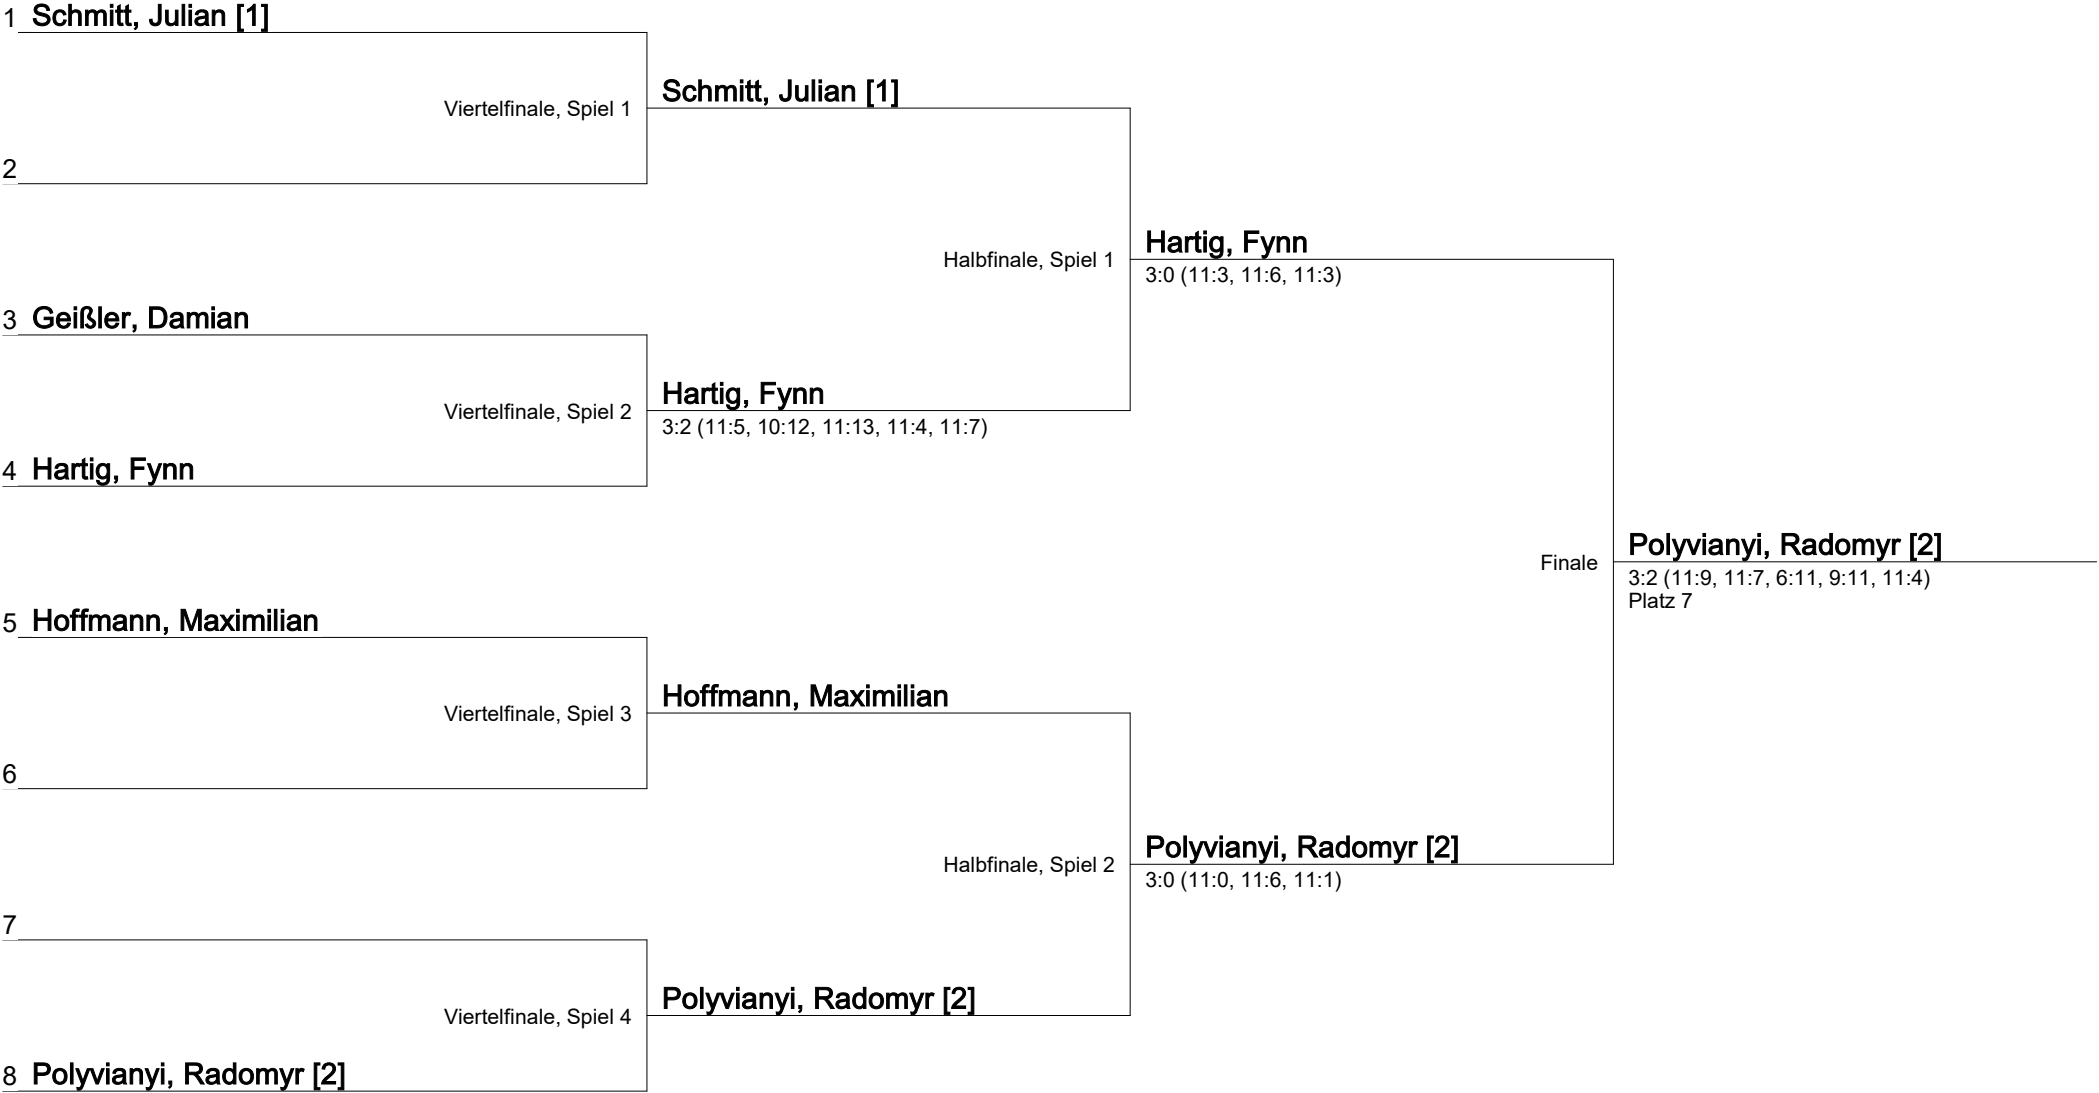 1 Schmitt, Julian [1]
Schmitt, Julian [1]
Viertelfinale, Spiel 1
2
Hartig, Fynn
Halbfinale, Spiel 1
3:0 (11:3, 11:6, 11:3)
3 Geißler, Damian
Hartig, Fynn
Viertelfinale, Spiel 2
3:2 (11:5, 10:12, 11:13, 11:4, 11:7)
4 Hartig, Fynn
Polyvianyi, Radomyr [2]
Finale
3:2 (11:9, 11:7, 6:11, 9:11, 11:4)
Platz 7
5 Hoffmann, Maximilian
Hoffmann, Maximilian
Viertelfinale, Spiel 3
6
Polyvianyi, Radomyr [2]
Halbfinale, Spiel 2
3:0 (11:0, 11:6, 11:1)
7
Polyvianyi, Radomyr [2]
Viertelfinale, Spiel 4
8 Polyvianyi, Radomyr [2]